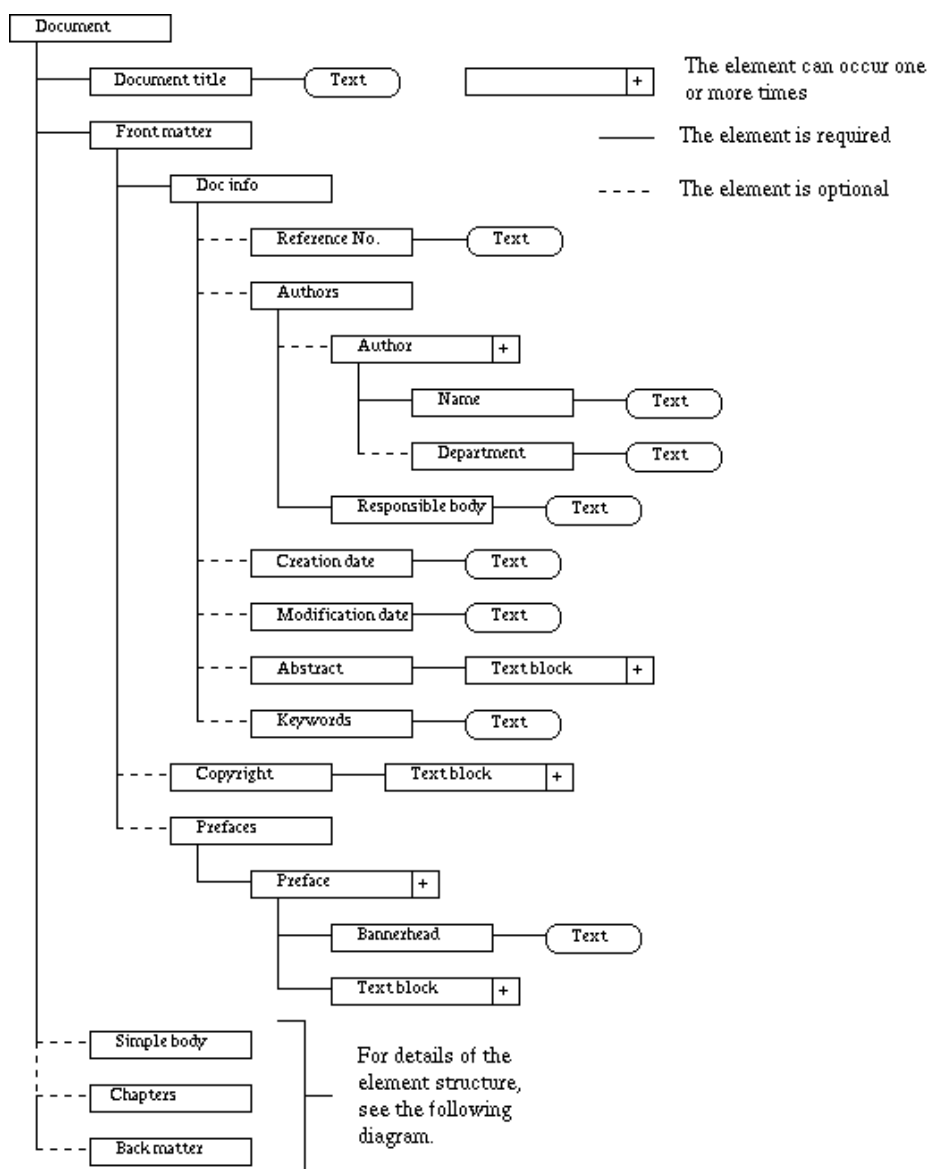 Document
Document title
Text
+
The element can occur one
or more times
Front matter
The element is required
Doc info
The element is optional
Reference No.
Text
Authors
Author
+
Name
Text
Department
Text
Responsible body
Text
Creation date
Text
Modification date
Text
Abstract
Text block
+
Keywords
Text
Copyright
Text block
+
Prefaces
Preface
+
Bannerhead
Text
Text block
+
Simple body
Chapters
Back matter
For details of the
element structure,
see the following
diagram.